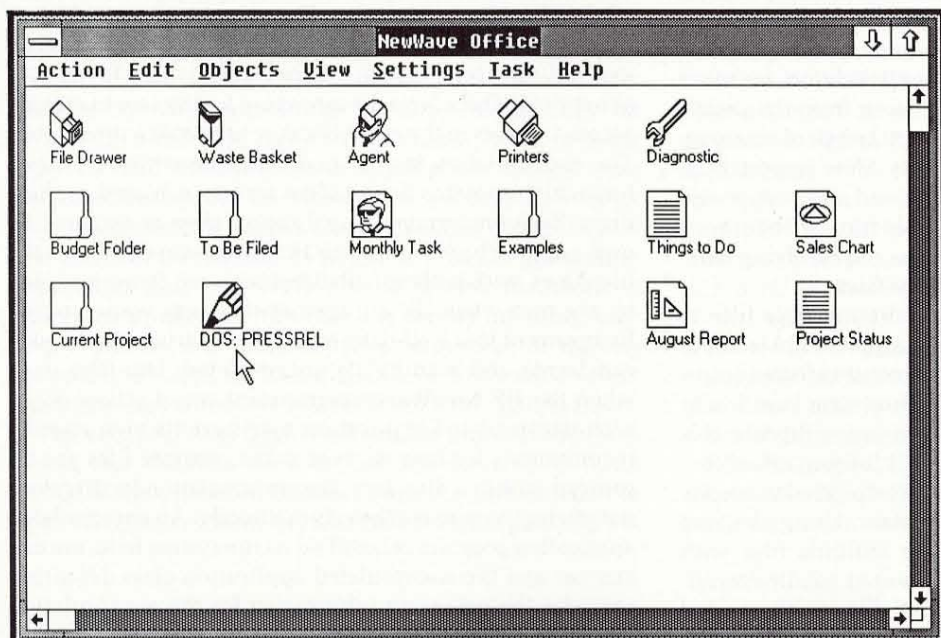 NewWave Office
Action Edit Objects View Settings Task Help
File Drawer Waste Basket Agent Printers Diagnostic
Budget Folder To Be Filed Monthly Task Examples Things to Do Sales Chart
Current Project DOS: PRESSREL August Report Project Status